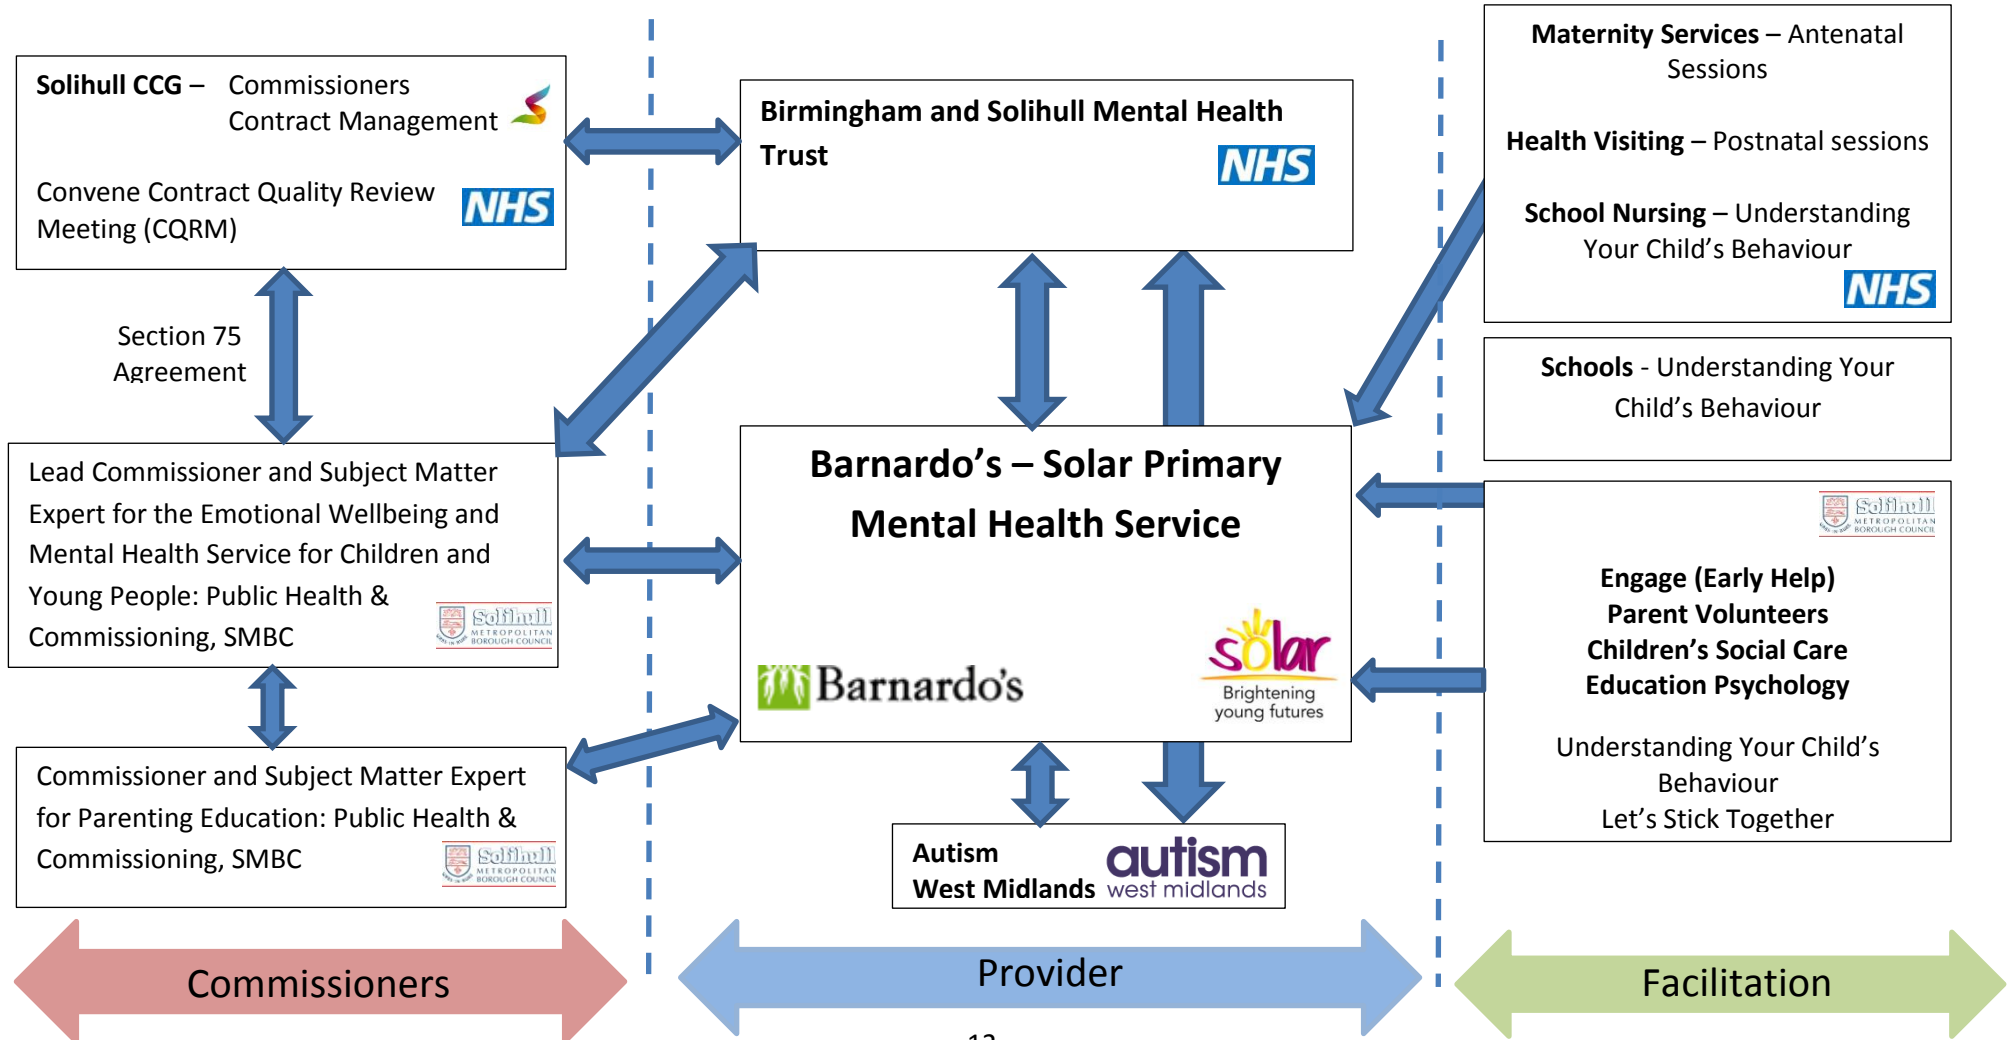 Solihull CCG – Commissioners
Contract Management
Convene Contract Quality Review
Meeting (CQRM)
NHS
Section 75
Agreement
Lead Commissioner and Subject Matter
Expert for the Emotional Wellbeing and
Mental Health Service for Children and
Young People: Public Health &
Commissioning, SMBC
Solihull
METROPOLITAN
BOROUGH COUNCIL
Commissioner and Subject Matter Expert
for Parenting Education: Public Health &
Commissioning, SMBC
Solihull
METROPOLITAN
BOROUGH COUNCIL
Commissioners
Birmingham and Solihull Mental Health
Trust
NHS
Barnardo's – Solar Primary
Mental Health Service
Barnardo's
solar
Brightening
young futures
Autism
West Midlands
autism
west midlands
Provider
Maternity Services – Antenatal
Sessions
Health Visiting – Postnatal sessions
School Nursing – Understanding
Your Child's Behaviour
NHS
Schools - Understanding Your
Child's Behaviour
Solihull
METROPOLITAN
BOROUGH COUNCIL
Engage (Early Help)
Parent Volunteers
Children's Social Care
Education Psychology
Understanding Your Child's
Behaviour
Let's Stick Together
Facilitation